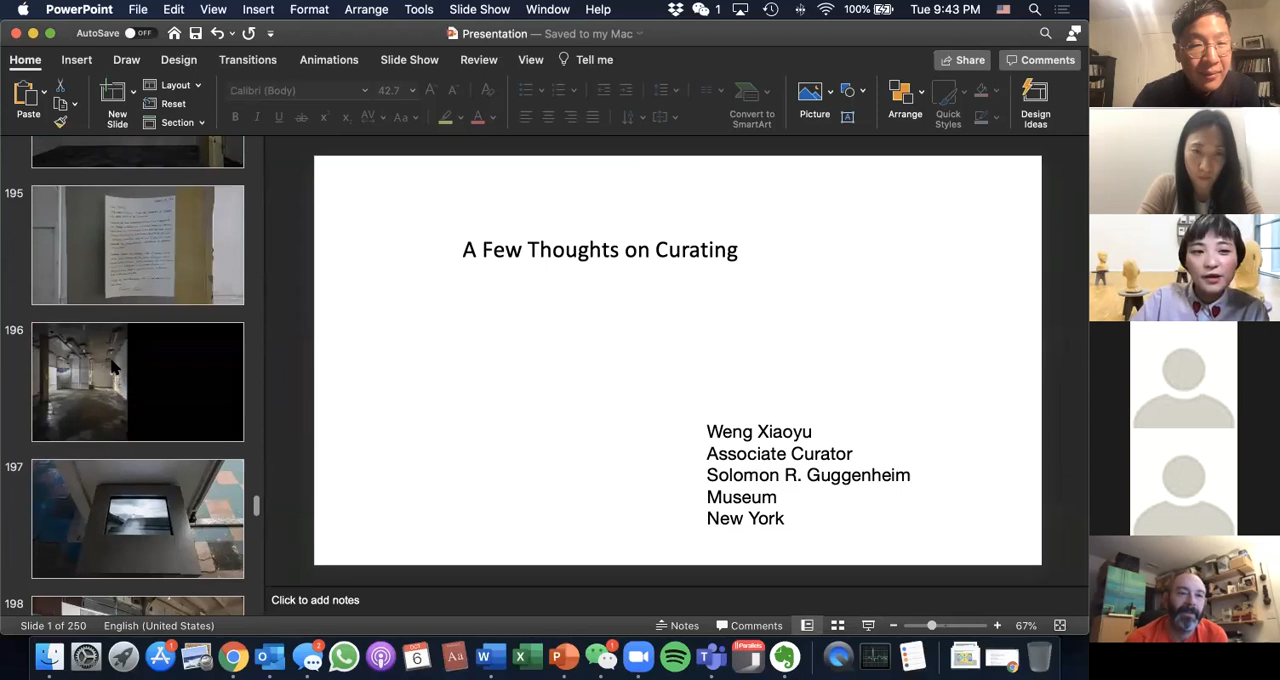 PowerPoint File Edit View Insert Format Arrange Tools Slide Show Window Help 1 100% Tue 9:43 PM
AutoSave OFF Presentation — Saved to my Mac
Home Insert Draw Design Transitions Animations Slide Show Review View Tell me Share Comments
Paste New Slide Layout Reset Section Calibri (Body) 42.7 Convert to SmartArt Picture Arrange Quick Styles Design Ideas
195
196
197
198
A Few Thoughts on Curating
Weng Xiaoyu
Associate Curator
Solomon R. Guggenheim
Museum
New York
Click to add notes
Slide 1 of 250 English (United States) Notes Comments 67%
OCT 6